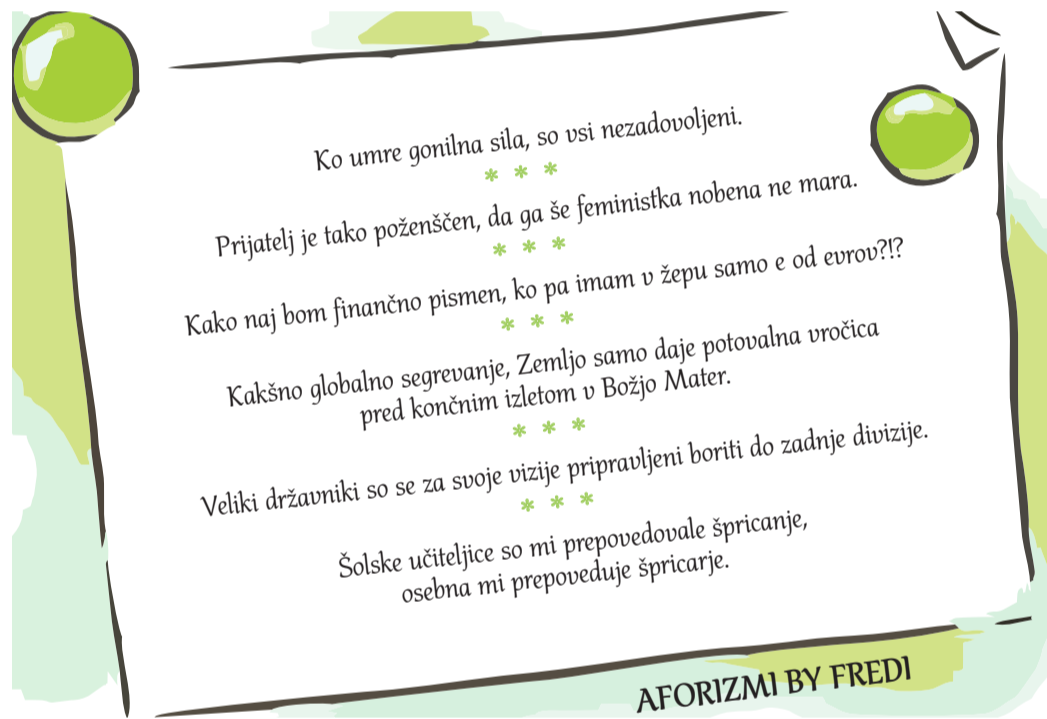 Ko umre gonilna sila, so vsi nezadovoljeni.
* * *
Prijatelj je tako poženščen, da ga še feministka nobena ne mara.
* * *
Kako naj bom finančno pismen, ko pa imam v žepu samo e od evrov?!?
* * *
Kakšno globalno segrevanje, Zemljo samo daje potovalna vročica
pred končnim izletom v Božjo Mater.
* * *
Veliki državniki so se za svoje vizije pripravljeni boriti do zadnje divizije.
* * *
Šolske učiteljice so mi prepovedovale špricanje,
osebna mi prepoveduje špricarje.
AFORIZMI BY FREDI